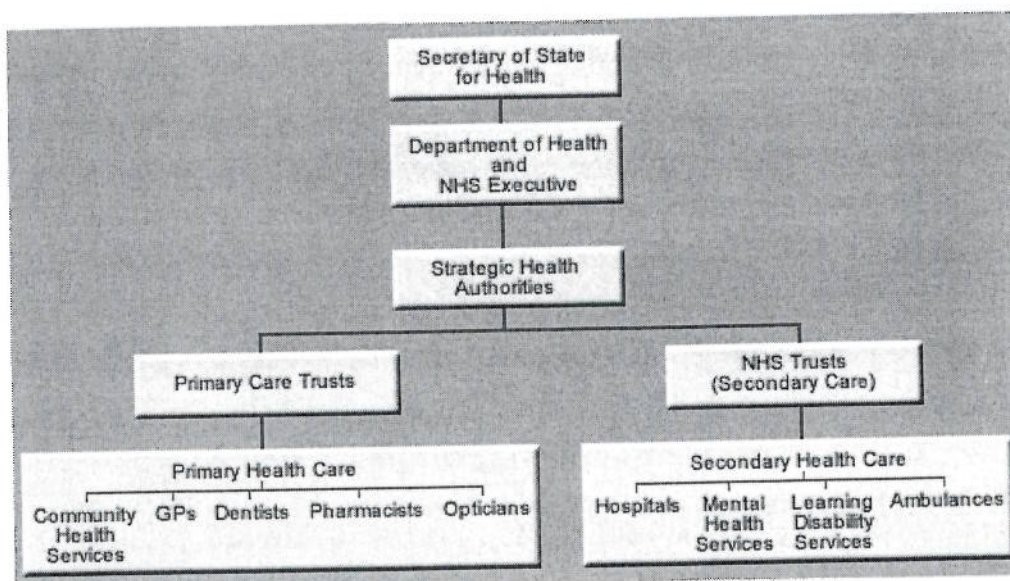 Secretary of State
for Health
Department of Health
and
NHS Executive
Strategic Health
Authorities
Primary Care Trusts
NHS Trusts
(Secondary Care)
Primary Health Care
Community
Health
Services
GPs
Dentists
Pharmacists
Opticians
Secondary Health Care
Hospitals
Mental
Health
Services
Learning
Disability
Services
Ambulances